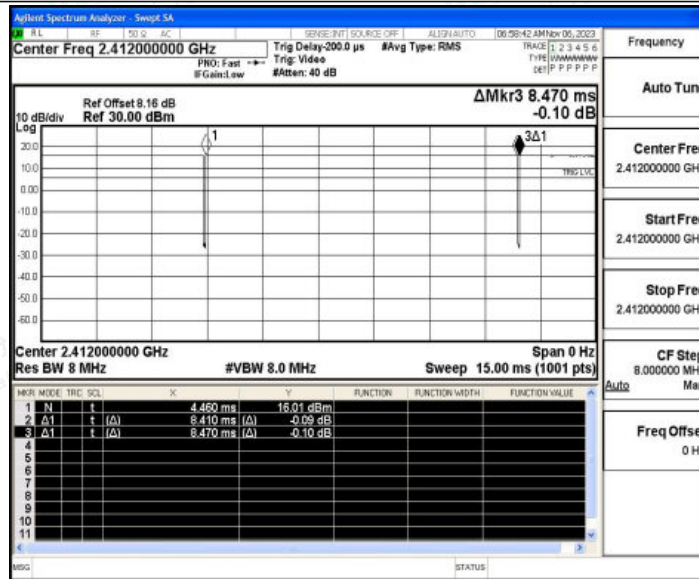 Agilent Spectrum Analyzer - Swept SA
RL RF 50 Ω AC SENSE:INT SOURCE OFF ALIGN AUTO 06:58:42 AM Nov 06, 2023
Center Freq 2.412000000 GHz
PNO: Fast
IFGain:Low
Trig Delay-200.0 µs
Trig: Video
#Atten: 40 dB
#Avg Type: RMS
TRACE 1 2 3 4 5 6
TYPE
DET P P P P P P
Frequency
Auto Tun
Ref Offset 8.16 dB
ΔMkr3 8.470 ms
10 dB/div Ref 30.00 dBm -0.10 dB
Log
1
3Δ1
20.0
10.0
TRIG LVL
0.00
-10.0
-20.0
-30.0
-40.0
-50.0
-60.0
Center 2.412000000 GHz Span 0 Hz
Res BW 8 MHz #VBW 8.0 MHz Sweep 15.00 ms (1001 pts)
MKR MODE TRC SCL X Y FUNCTION FUNCTION WIDTH FUNCTION VALUE
1 N t 4.460 ms 16.01 dBm
2 Δ1 t (Δ) 8.410 ms (Δ) -0.09 dB
3 Δ1 t (Δ) 8.470 ms (Δ) -0.10 dB
4
5
6
7
8
9
10
11
MSG STATUS
Center Fre
2.412000000 GH
Start Fre
2.412000000 GH
Stop Fre
2.412000000 GH
CF Ste
8.000000 MH
Auto Ma
Freq Offse
0 H